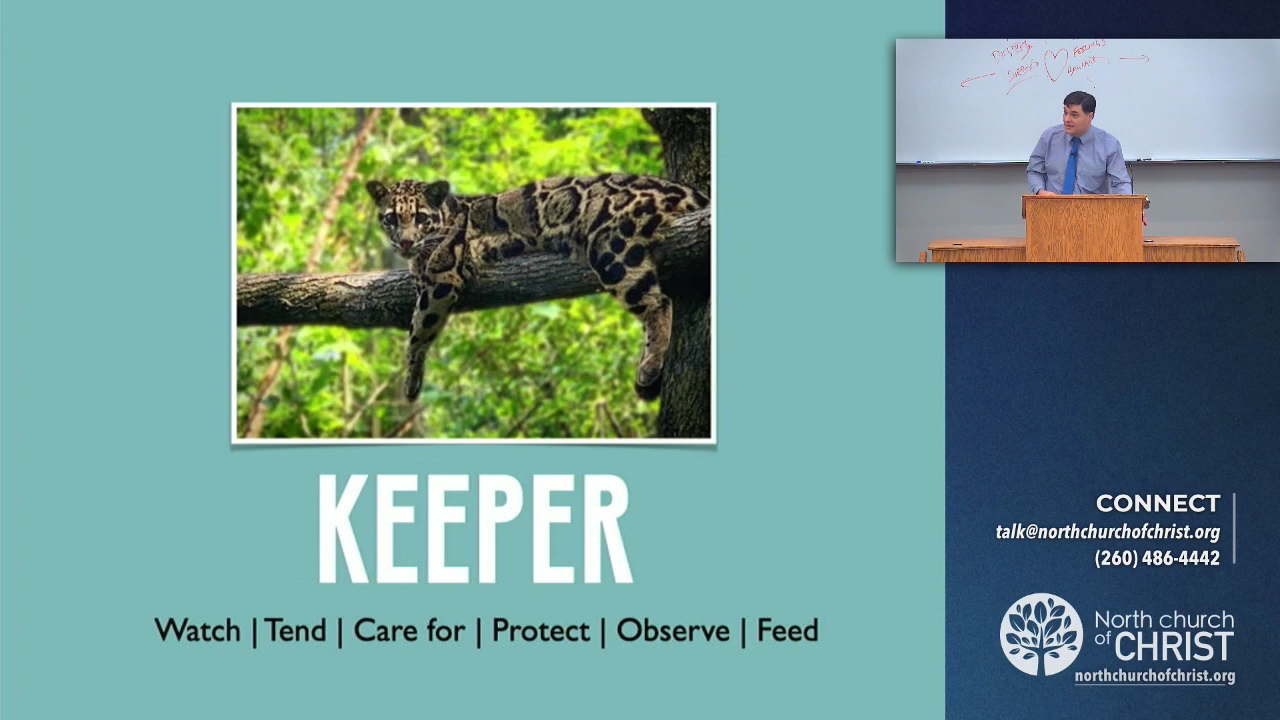 KEEPER
Watch | Tend | Care for | Protect | Observe | Feed
CONNECT
talk@northchurchofchrist.org
(260) 486-4442
North church
of CHRIST
northchurchofchrist.org